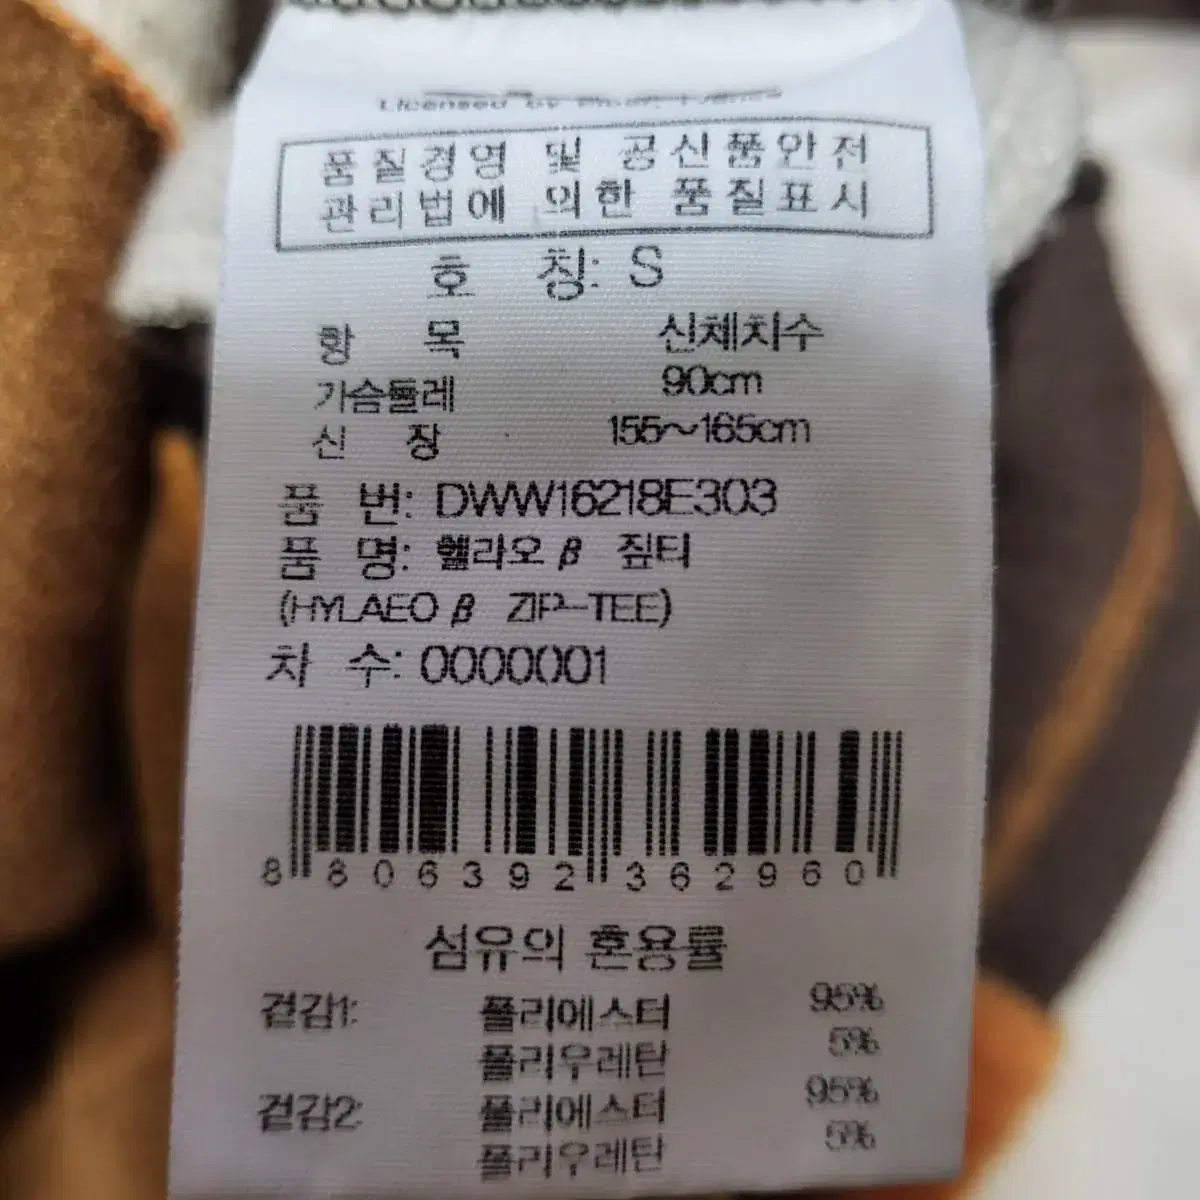 Licensed by
품질경영 및 공신품안전
관리법에 의한 품질표시
호 칭: S
항 목 신체치수
가슴둘레 90cm
신 장 155~165cm
품 번: DWW16218E303
품 명: 헬라오 β 짚티
(HYLAEO β ZIP-TEE)
차 수: 0000001
8 806392 362960
섬유의 혼용률
겉감1: 폴리에스터 95%
폴리우레탄 5%
겉감2: 폴리에스터 95%
폴리우레탄 5%